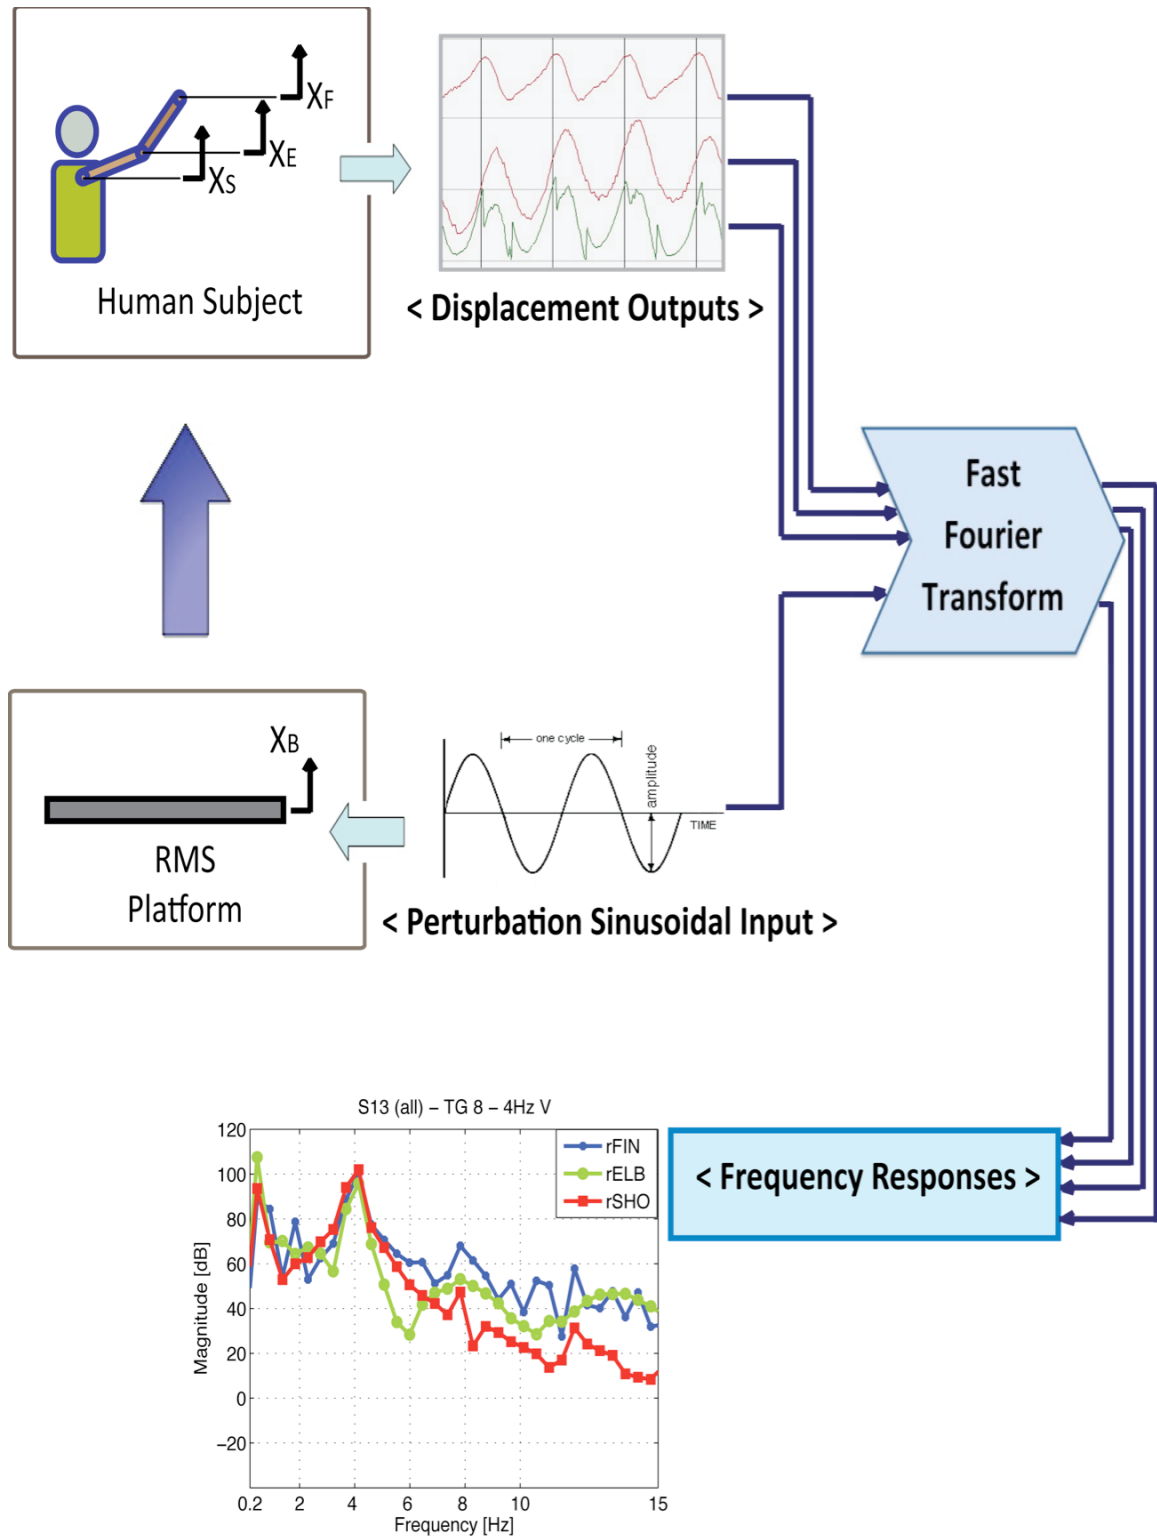 XF
XE
XS
Human Subject
< Displacement Outputs >
Fast
Fourier
Transform
XB
RMS
Platform
one cycle
amplitude
TIME
< Perturbation Sinusoidal Input >
S13 (all) – TG 8 – 4Hz V
120
100
80
60
40
20
0
−20
Magnitude [dB]
rFIN
rELB
rSHO
0.2 2 4 6 8 10 15
Frequency [Hz]
< Frequency Responses >